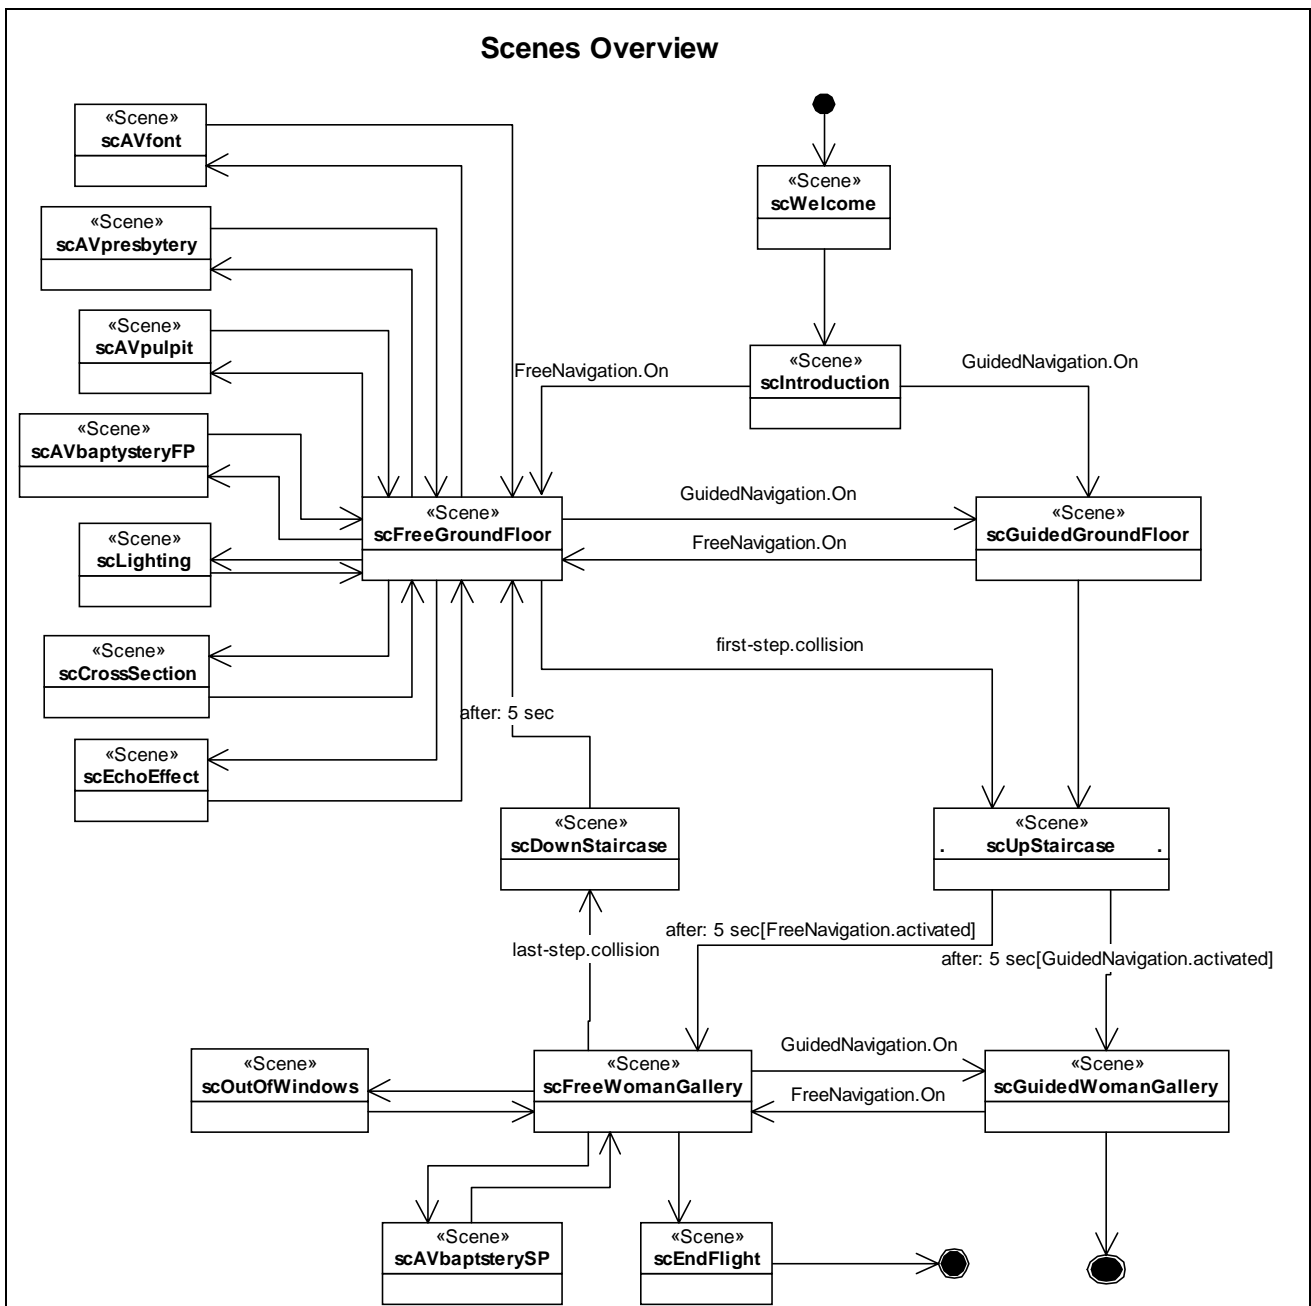 Scenes Overview
«Scene»
scAVfont
«Scene»
scWelcome
«Scene»
scAVpresbytery
«Scene»
scAVpulpit
«Scene»
scIntroduction
FreeNavigation.On
GuidedNavigation.On
«Scene»
scAVbaptysteryFP
«Scene»
scFreeGroundFloor
GuidedNavigation.On
FreeNavigation.On
«Scene»
scGuidedGroundFloor
«Scene»
scLighting
«Scene»
scCrossSection
first-step.collision
after: 5 sec
«Scene»
scEchoEffect
«Scene»
scDownStaircase
«Scene»
. scUpStaircase .
last-step.collision
after: 5 sec[FreeNavigation.activated]
after: 5 sec[GuidedNavigation.activated]
«Scene»
scOutOfWindows
«Scene»
scFreeWomanGallery
GuidedNavigation.On
FreeNavigation.On
«Scene»
scGuidedWomanGallery
«Scene»
scAVbaptsterySP
«Scene»
scEndFlight